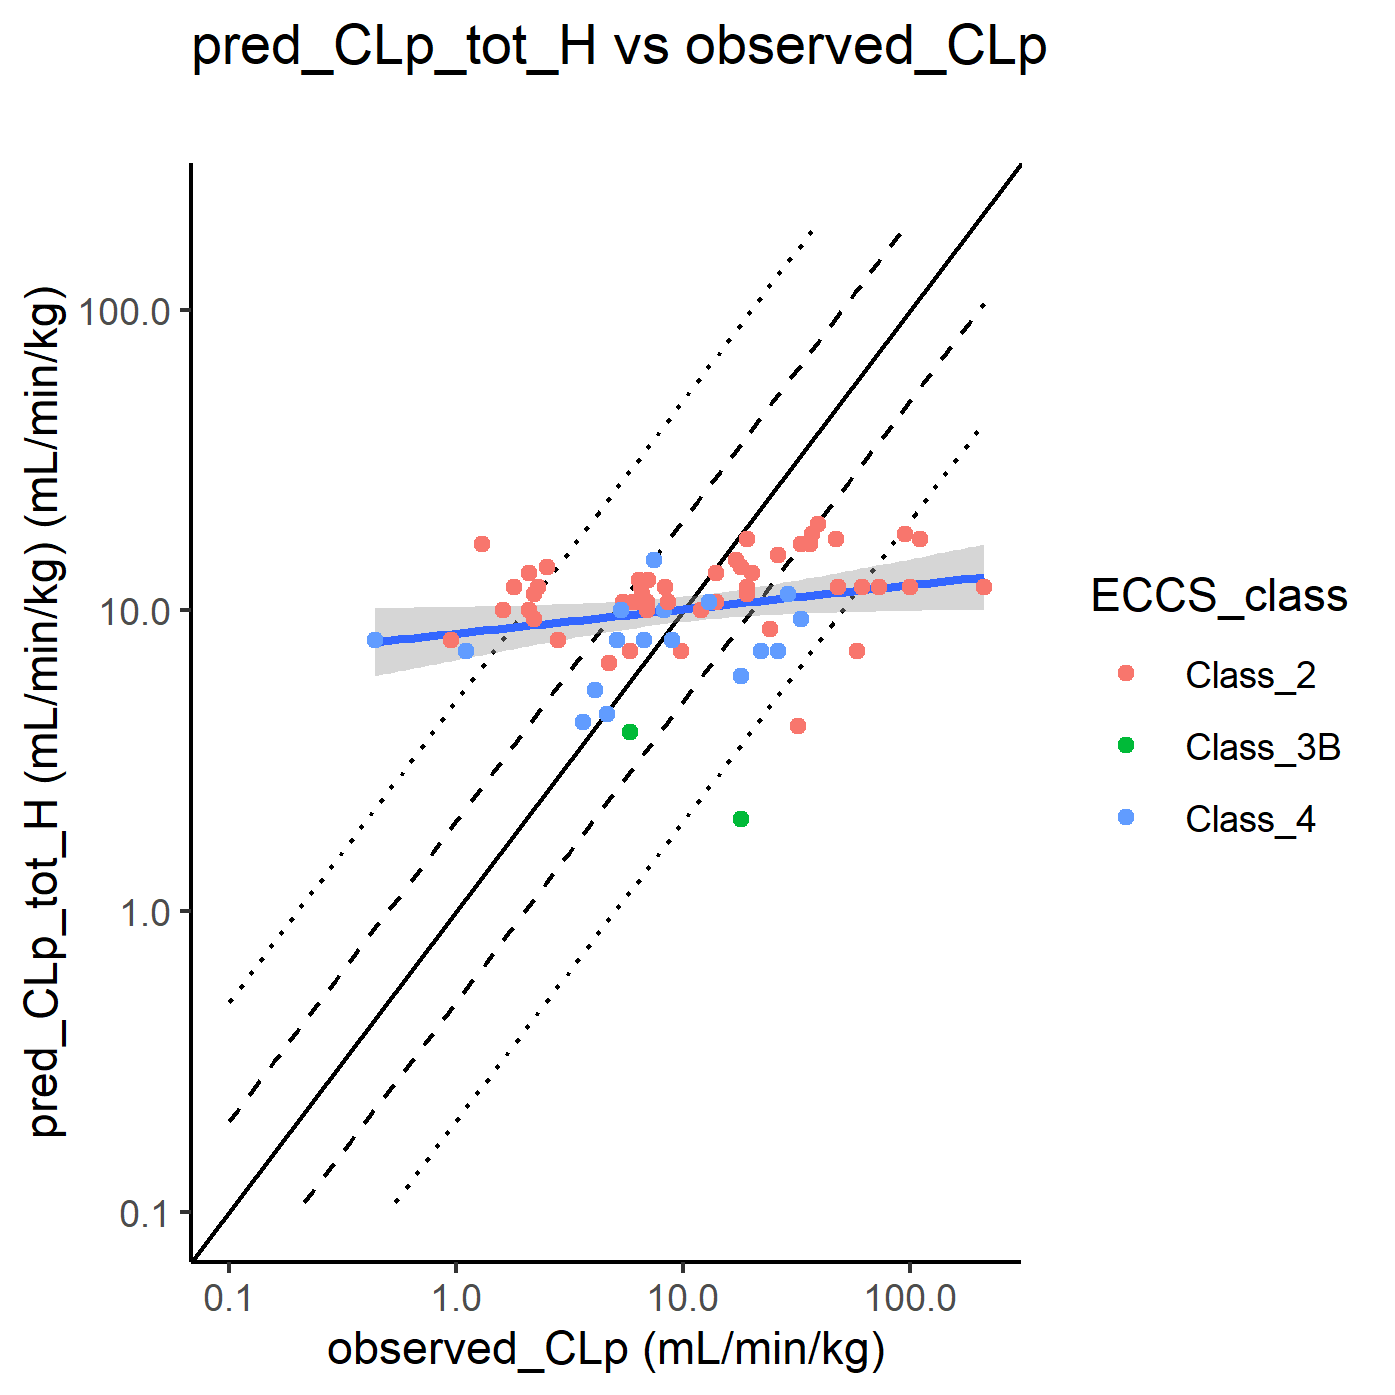 pred_CLp_tot_H vs observed_CLp
pred_CLp_tot_H (mL/min/kg) (mL/min/kg)
100.0
10.0
1.0
0.1
0.1
1.0
10.0
100.0
observed_CLp (mL/min/kg)
ECCS_class
Class_2
Class_3B
Class_4